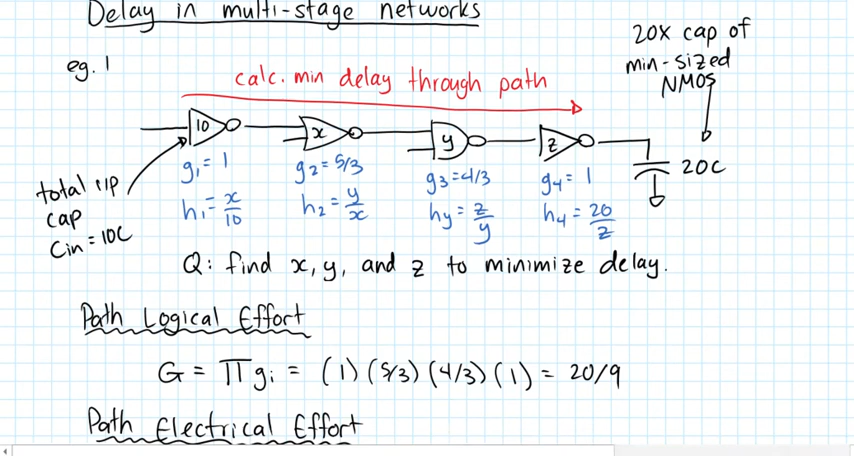 Delay in multi-stage networks
20x cap of
min-sized
NMOS
eg. 1
calc. min delay through path
10
x
y
z
20C
total i/p
cap
Cin = 10C
g1 = 1
h1 = x/10
g2 = 5/3
h2 = y/x
g3 = 4/3
hy = z/y
g4 = 1
h4 = 20/z
Q: find x, y, and z to minimize delay.
Path Logical Effort
G = Πgi = (1)(5/3)(4/3)(1) = 20/9
Path Electrical Effort